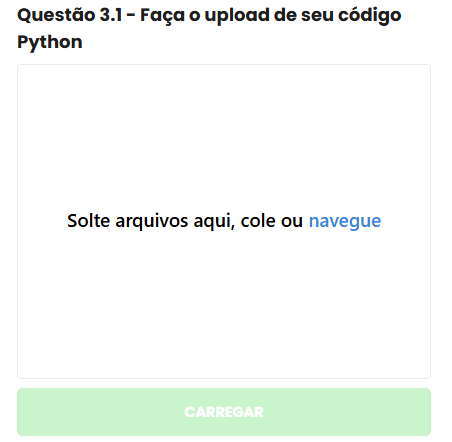 Questão 3.1 - Faça o upload de seu código
Python
Solte arquivos aqui, cole ou navegue
CARREGAR